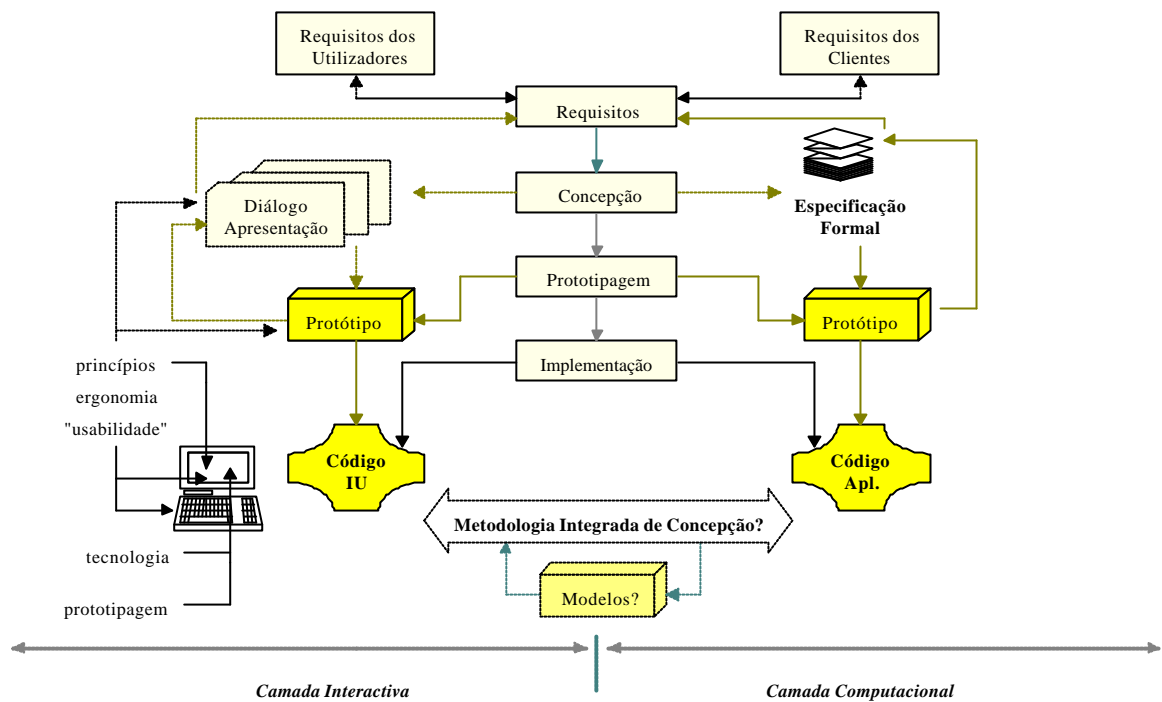 Requisitos dos
Utilizadores
Requisitos dos
Clientes
Requisitos
Concepção
Diálogo
Apresentação
Especificação
Formal
Prototipagem
Protótipo
Protótipo
Implementação
princípios
ergonomia
"usabilidade"
Código
IU
Código
Apl.
Metodologia Integrada de Concepção?
tecnologia
Modelos?
prototipagem
Camada Interactiva
Camada Computacional